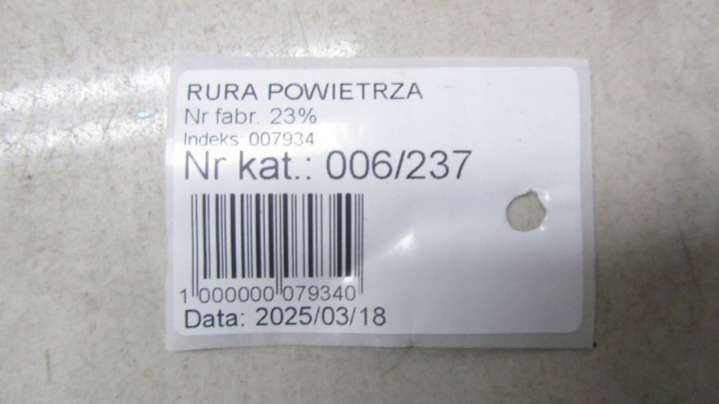 RURA POWIETRZA
Nr fabr. 23%
Indeks: 007934
Nr kat.: 006/237
1 000000 079340
Data: 2025/03/18